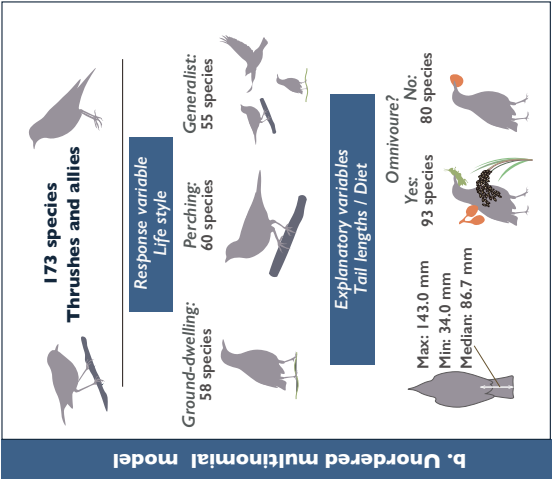 b. Unordered multinomial model
173 species
Thrushes and allies
Response variable
Life style
Ground-dwelling:
58 species
Perching:
60 species
Generalist:
55 species
Explanatory variables
Tail lengths / Diet
Max: 143.0 mm
Min: 34.0 mm
Median: 86.7 mm
Omnivoure?
Yes:
93 species
No:
80 species